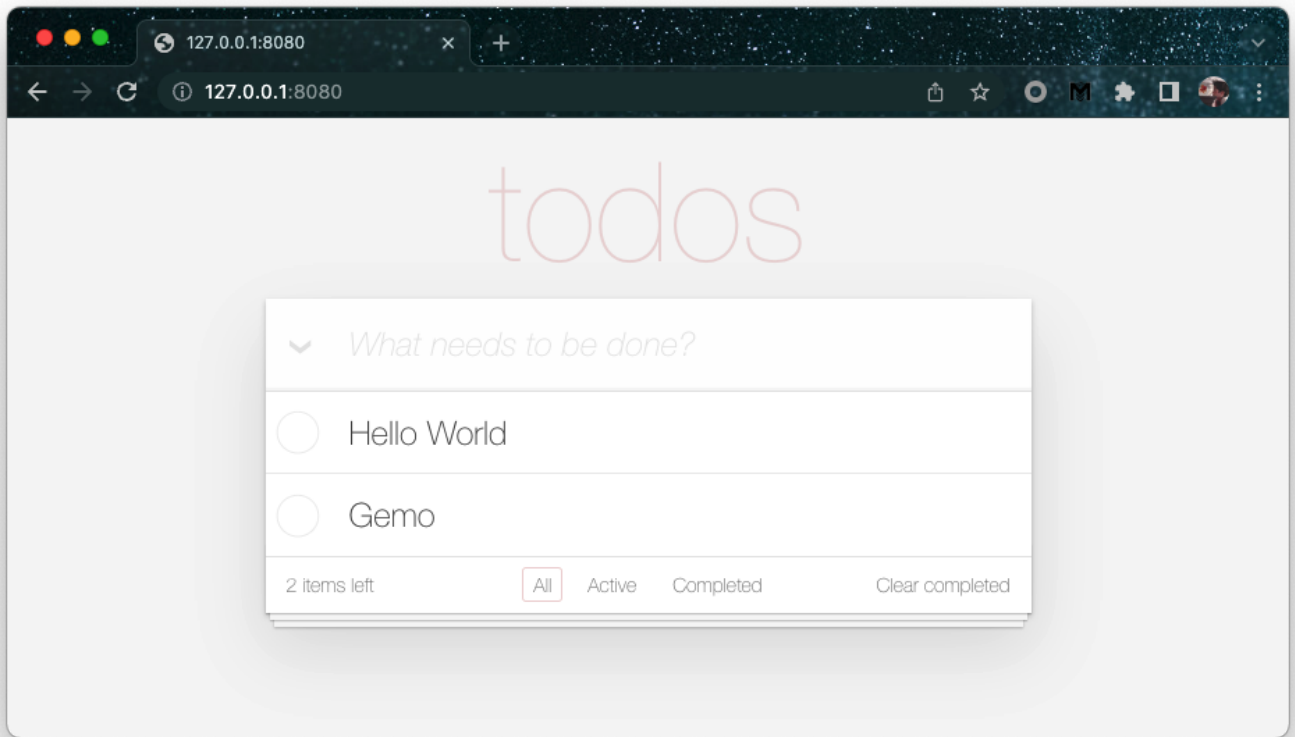 127.0.0.1:8080
127.0.0.1:8080
todos
What needs to be done?
Hello World
Gemo
2 items left All Active Completed Clear completed